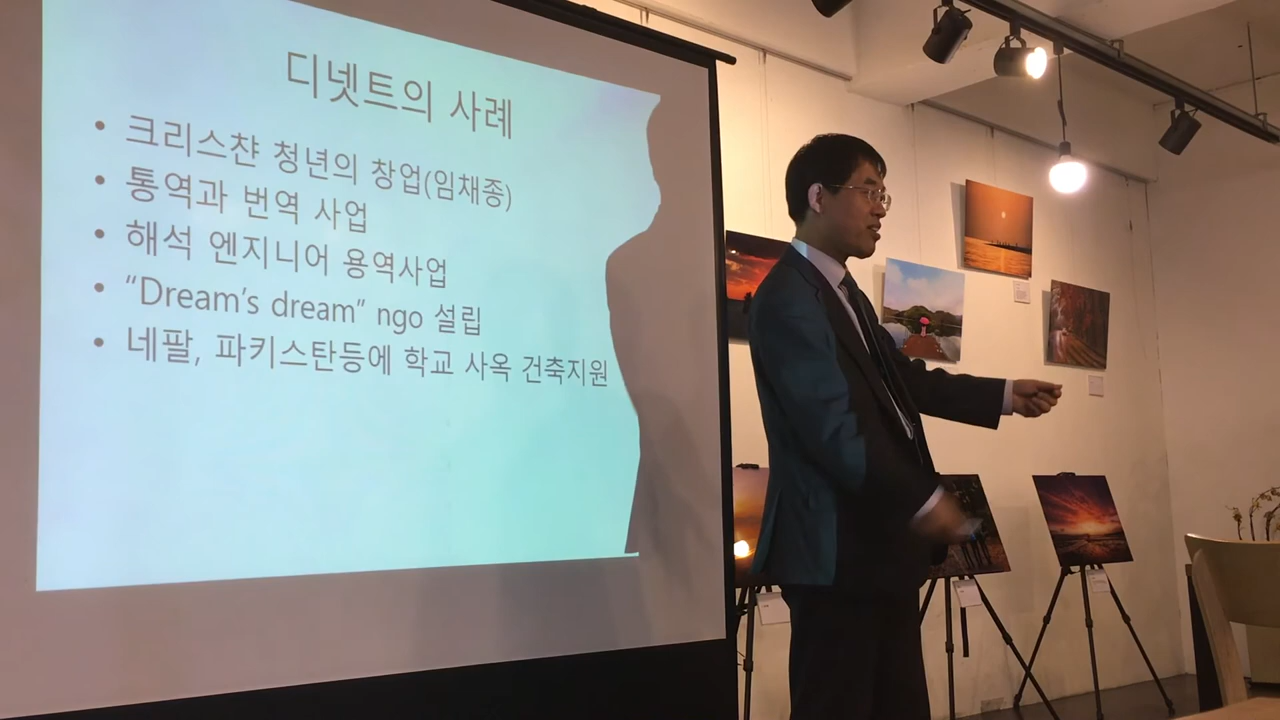 디넷트의 사례
• 크리스챤 청년의 창업(임채종)
• 통역과 번역 사업
• 해석 엔지니어 용역사업
• “Dream’s dream” ngo 설립
• 네팔, 파키스탄등에 학교 사옥 건축지원